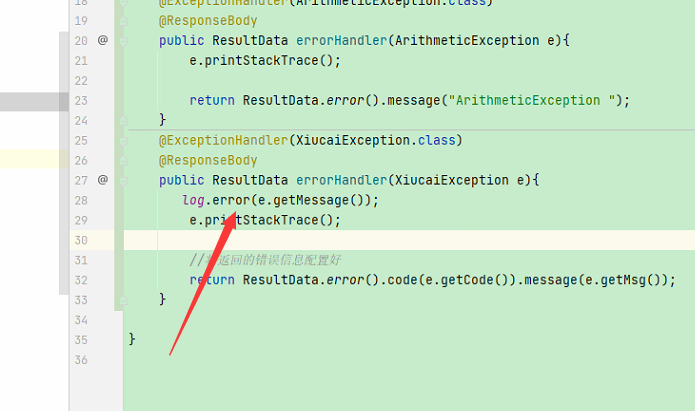 18 @ExceptionHandler(ArithmeticException.class)
19 @ResponseBody
20 @ public ResultData errorHandler(ArithmeticException e){
21 e.printStackTrace();
22
23 return ResultData.error().message("ArithmeticException ");
24 }
25 @ExceptionHandler(XiucaiException.class)
26 @ResponseBody
27 @ public ResultData errorHandler(XiucaiException e){
28 log.error(e.getMessage());
29 e.printStackTrace();
30
31 //返回的错误信息配置好
32 return ResultData.error().code(e.getCode()).message(e.getMsg());
33 }
34
35 }
36